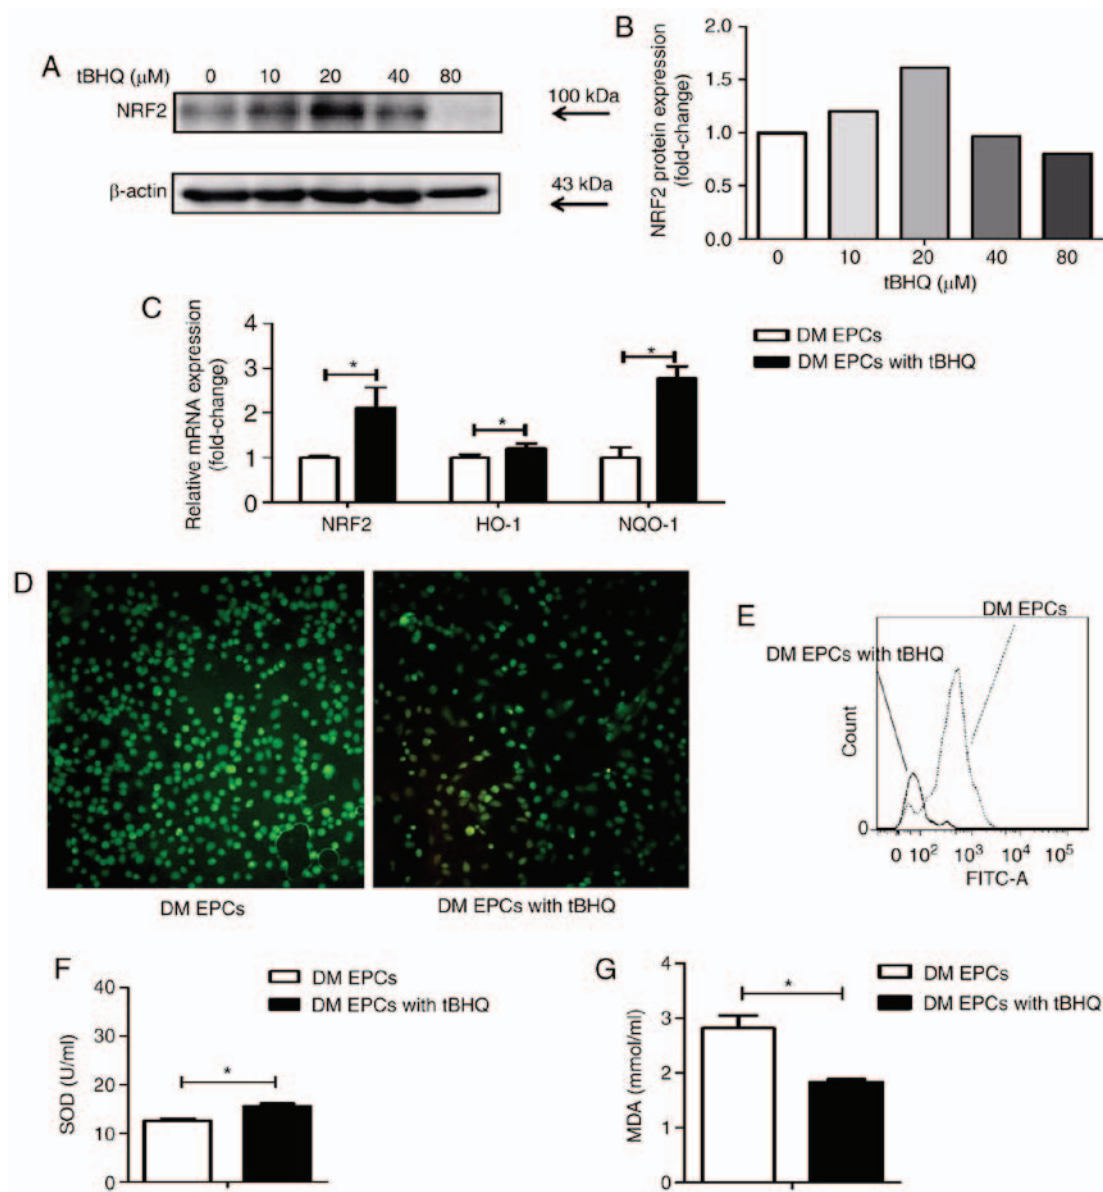 A
tBHQ (μM) 0 10 20 40 80
NRF2
100 kDa
β-actin
43 kDa
B
NRF2 protein expression
(fold-change)
2.0
1.5
1.0
0.5
0.0
0 10 20 40 80
tBHQ (μM)
C
Relative mRNA expression
(fold-change)
4
3
2
1
0
* * *
NRF2 HO-1 NQO-1
DM EPCs
DM EPCs with tBHQ
D
DM EPCs
DM EPCs with tBHQ
E
DM EPCs
DM EPCs with tBHQ
Count
0
0 10² 10³ 10⁴ 10⁵
FITC-A
F
DM EPCs
DM EPCs with tBHQ
SOD (U/ml)
40
30
20
10
0
*
G
DM EPCs
DM EPCs with tBHQ
MDA (mmol/ml)
4
3
2
1
0
*